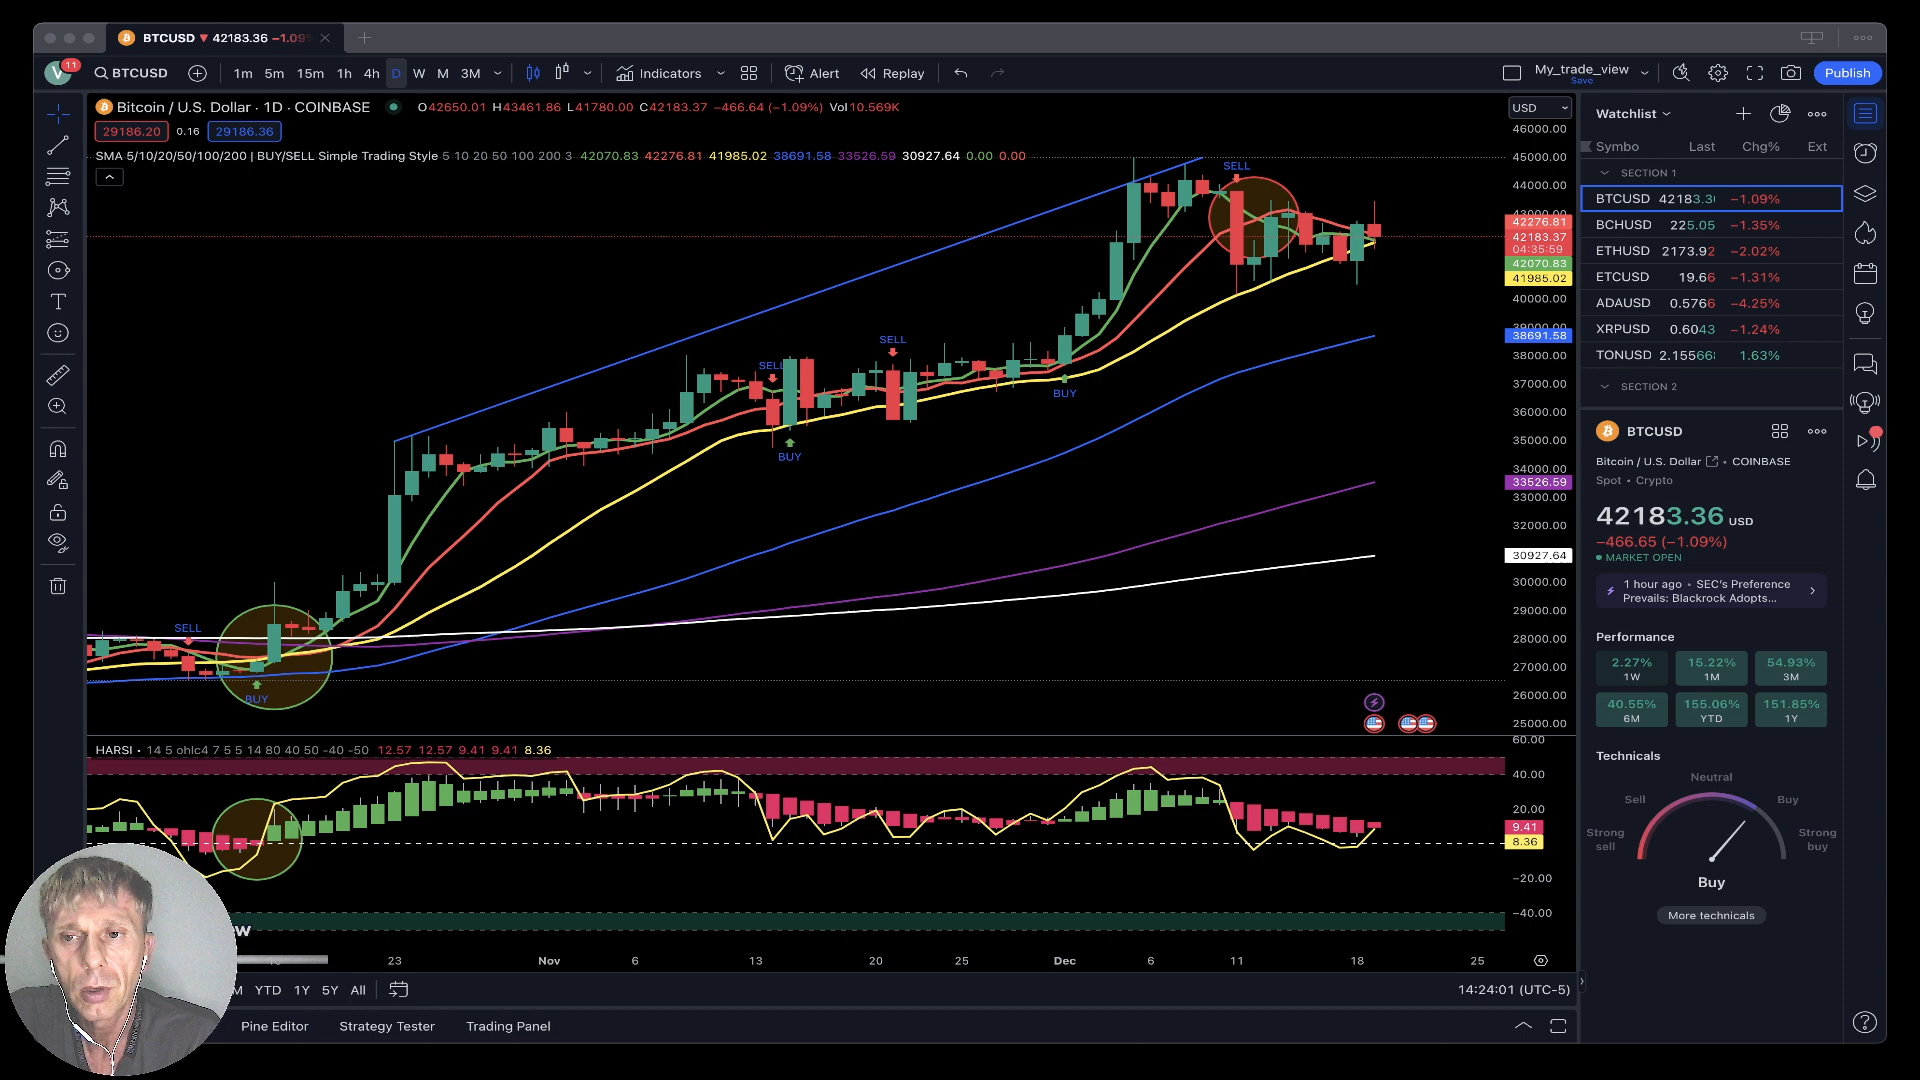 BTCUSD ▼ 42183.36 −1.09
V 11 BTCUSD 1m 5m 15m 1h 4h D W M 3M Indicators Alert Replay My_trade_view Save Publish
Bitcoin / U.S. Dollar · 1D · COINBASE O42650.01 H43461.86 L41780.00 C42183.37 −466.64 (−1.09%) Vol10.569K
29186.20 0.16 29186.36
SMA 5/10/20/50/100/200 | BUY/SELL Simple Trading Style 5 10 20 50 100 200 3 42070.83 42276.81 41985.02 38691.58 33526.59 30927.64 0.00 0.00
USD
46000.00
45000.00
44000.00
43000.00
42276.81
42183.37
04:35:59
42070.83
41985.02
40000.00
39000.00
38691.58
38000.00
37000.00
36000.00
35000.00
34000.00
33526.59
33000.00
32000.00
30927.64
30000.00
29000.00
28000.00
27000.00
26000.00
25000.00
SELL
SELL
SELL
BUY
BUY
SELL
BUY
HARSI · 14 5 ohlc4 7 5 5 14 80 40 50 -40 -50 12.57 12.57 9.41 9.41 8.36
60.00
40.00
20.00
9.41
8.36
−20.00
−40.00
23 Nov 6 13 20 25 Dec 6 11 18 25
M YTD 1Y 5Y All 14:24:01 (UTC-5)
Pine Editor Strategy Tester Trading Panel
Watchlist
Symbo Last Chg% Ext
SECTION 1
BTCUSD 42183.3 −1.09%
BCHUSD 225.05 −1.35%
ETHUSD 2173.92 −2.02%
ETCUSD 19.66 −1.31%
ADAUSD 0.5766 −4.25%
XRPUSD 0.6043 −1.24%
TONUSD 2.15566 1.63%
SECTION 2
BTCUSD
Bitcoin / U.S. Dollar • COINBASE
Spot • Crypto
42183.36 USD
−466.65 (−1.09%)
MARKET OPEN
1 hour ago • SEC's Preference
Prevails: Blackrock Adopts...
Performance
2.27% 15.22% 54.93%
1W 1M 3M
40.55% 155.06% 151.85%
6M YTD 1Y
Technicals
Neutral
Sell Buy
Strong sell Strong buy
Buy
More technicals